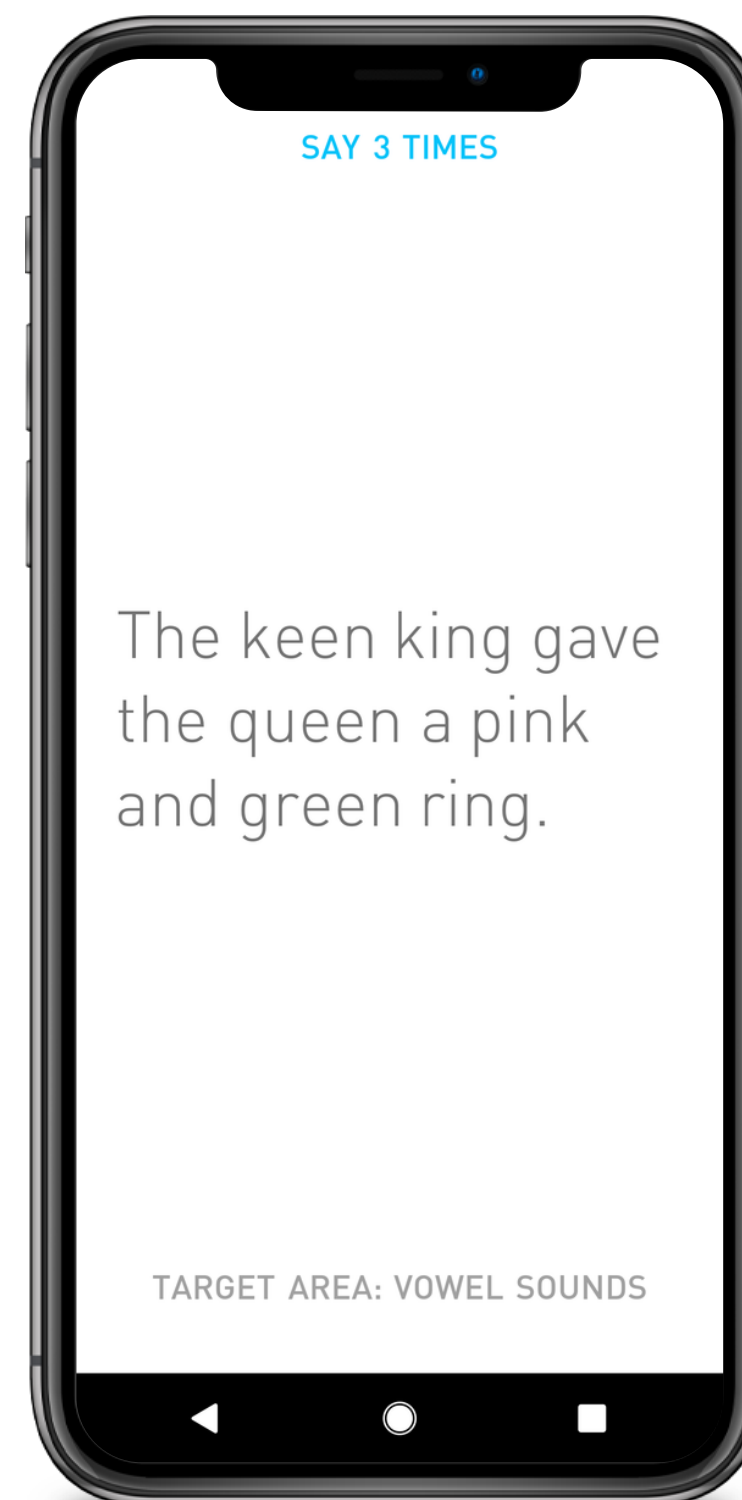 SAY 3 TIMES
The keen king gave
the queen a pink
and green ring.
TARGET AREA: VOWEL SOUNDS